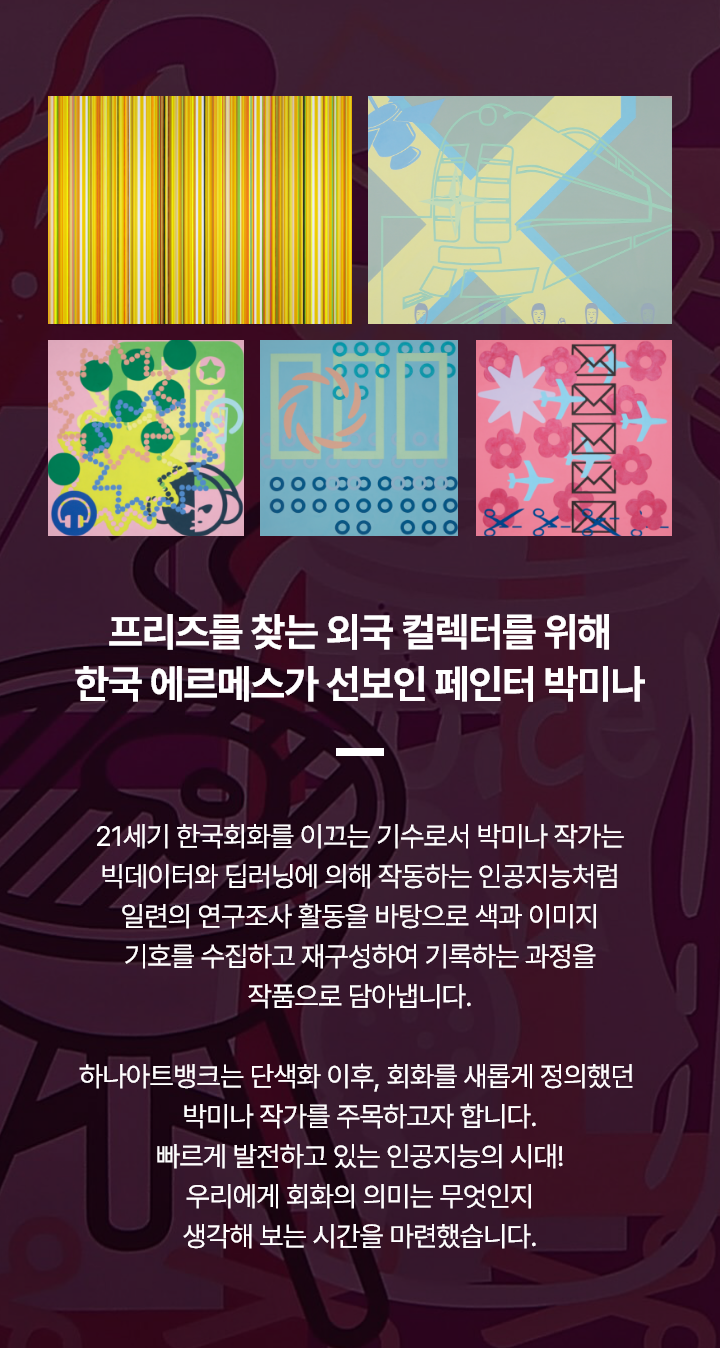 프리즈를 찾는 외국 컬렉터를 위해
한국 에르메스가 선보인 페인터 박미나
21세기 한국회화를 이끄는 기수로서 박미나 작가는
빅데이터와 딥러닝에 의해 작동하는 인공지능처럼
일련의 연구조사 활동을 바탕으로 색과 이미지
기호를 수집하고 재구성하여 기록하는 과정을
작품으로 담아냅니다.
하나아트뱅크는 단색화 이후, 회화를 새롭게 정의했던
박미나 작가를 주목하고자 합니다.
빠르게 발전하고 있는 인공지능의 시대!
우리에게 회화의 의미는 무엇인지
생각해 보는 시간을 마련했습니다.